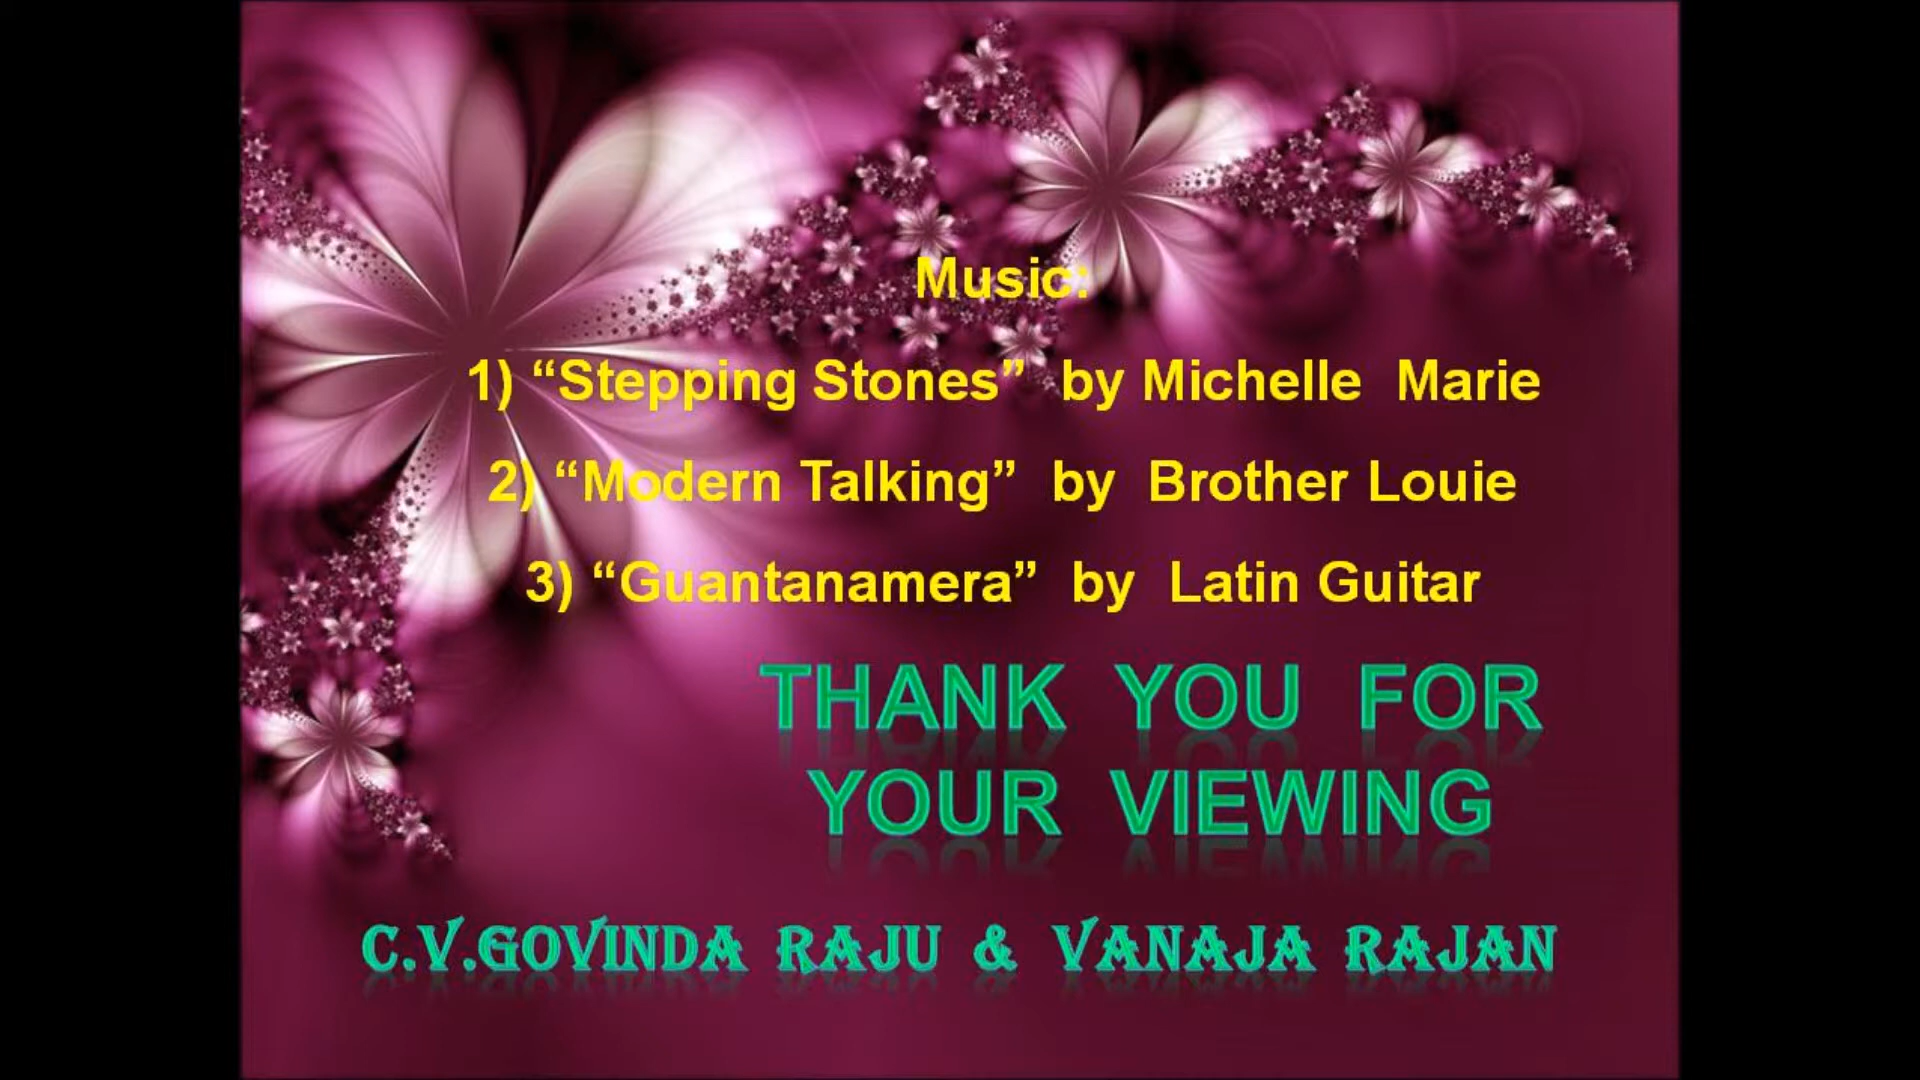 Music:
1) “Stepping Stones” by Michelle Marie
2) “Modern Talking” by Brother Louie
3) “Guantanamera” by Latin Guitar
THANK YOU FOR
YOUR VIEWING
C.V.GOVINDA RAJU & VANAJA RAJAN